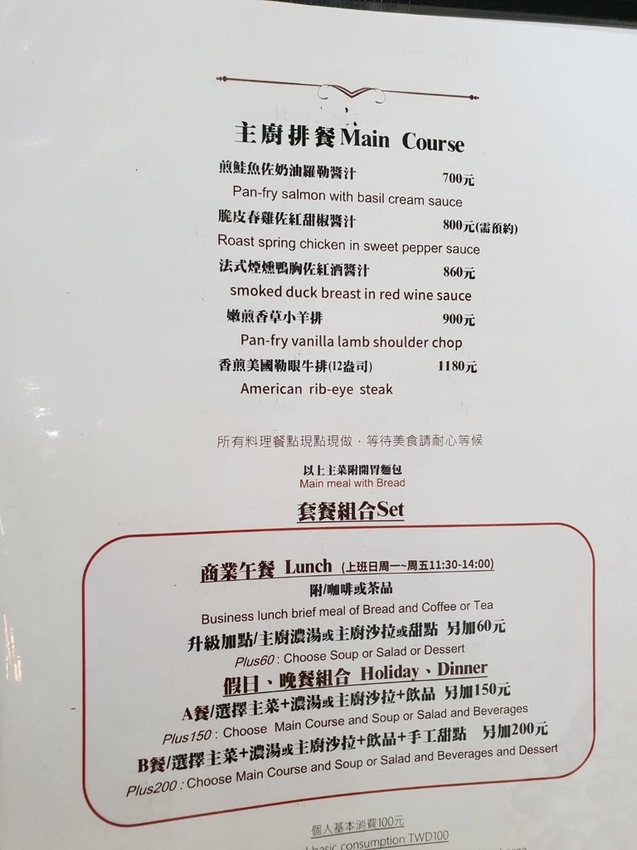 主廚排餐Main Course
煎鮭魚佐奶油羅勒醬汁 700元
Pan-fry salmon with basil cream sauce
脆皮春雞佐紅甜椒醬汁 800元(需預約)
Roast spring chicken in sweet pepper sauce
法式煙燻鴨胸佐紅酒醬汁 860元
smoked duck breast in red wine sauce
嫩煎香草小羊排 900元
Pan-fry vanilla lamb shoulder chop
香煎美國勒眼牛排(12盎司) 1180元
American rib-eye steak
所有料理餐點現點現做，等待美食請耐心等候
以上主菜附開胃麵包
Main meal with Bread
套餐組合Set
商業午餐 Lunch (上班日周一~周五11:30-14:00)
附/咖啡或茶品
Business lunch brief meal of Bread and Coffee or Tea
升級加點/主廚濃湯或主廚沙拉或甜點 另加60元
Plus60 : Choose Soup or Salad or Dessert
假日、晚餐組合 Holiday、Dinner
A餐/選擇主菜+濃湯或主廚沙拉+飲品 另加150元
Plus150 : Choose Main Course and Soup or Salad and Beverages
B餐/選擇主菜+濃湯或主廚沙拉+飲品+手工甜點 另加200元
Plus200 : Choose Main Course and Soup or Salad and Beverages and Dessert
個人基本消費100元
basic consumption TWD100